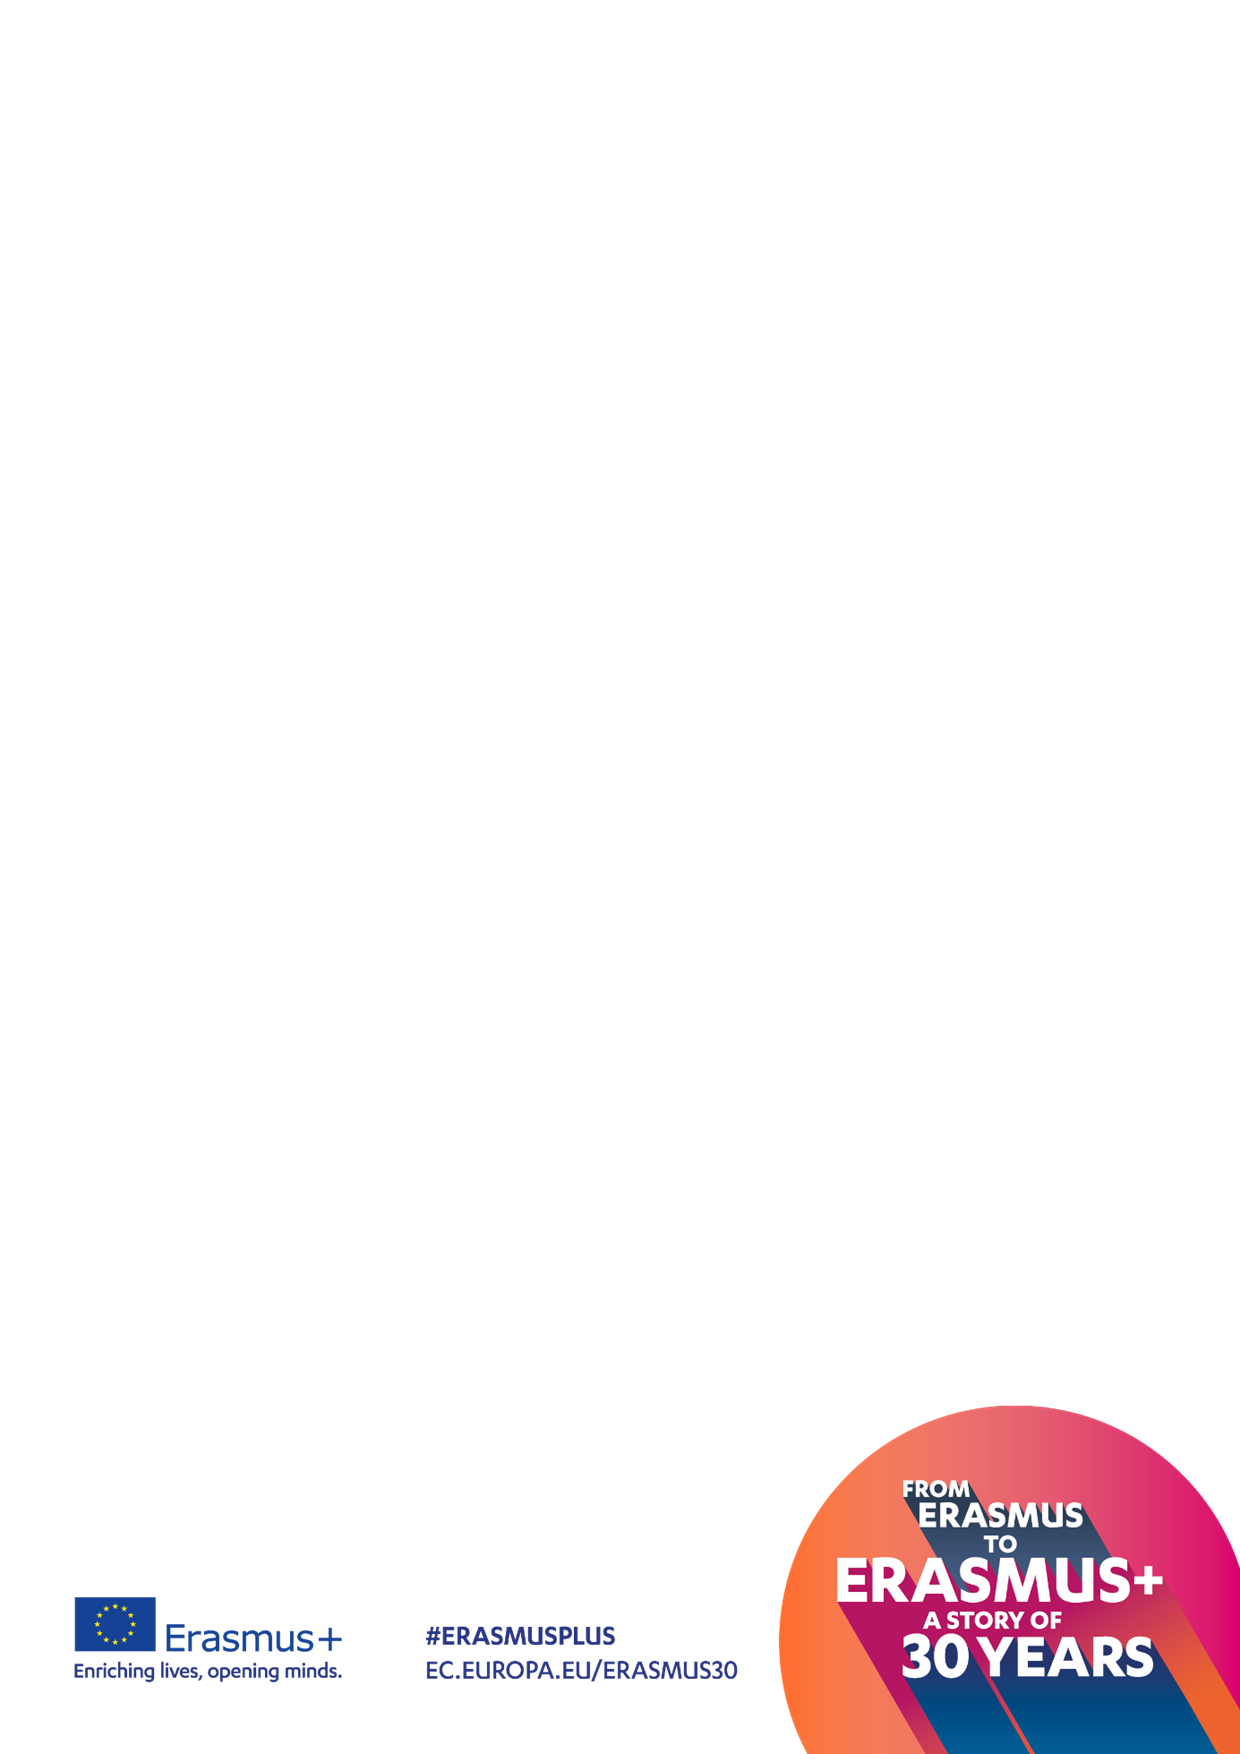 Erasmus+
Enriching lives, opening minds.
#ERASMUSPLUS
EC.EUROPA.EU/ERASMUS30
FROM
ERASMUS
TO
ERASMUS+
A STORY OF
30 YEARS